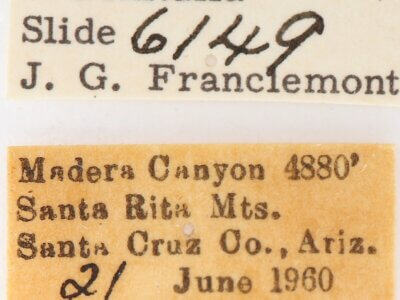 Slide 6149
J. G. Franclemont
Madera Canyon 4880'
Santa Rita Mts.
Santa Cruz Co., Ariz.
21 June 1960